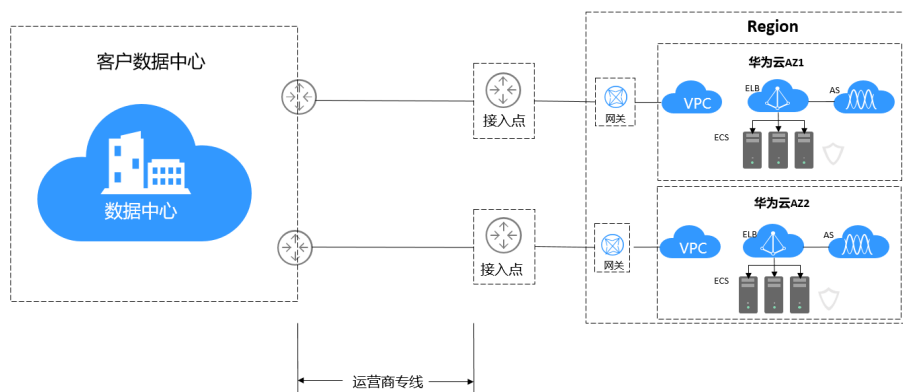 客户数据中心
数据中心
接入点
接入点
运营商专线
Region
网关
华为云AZ1
VPC
ELB
AS
ECS
网关
华为云AZ2
VPC
ELB
AS
ECS